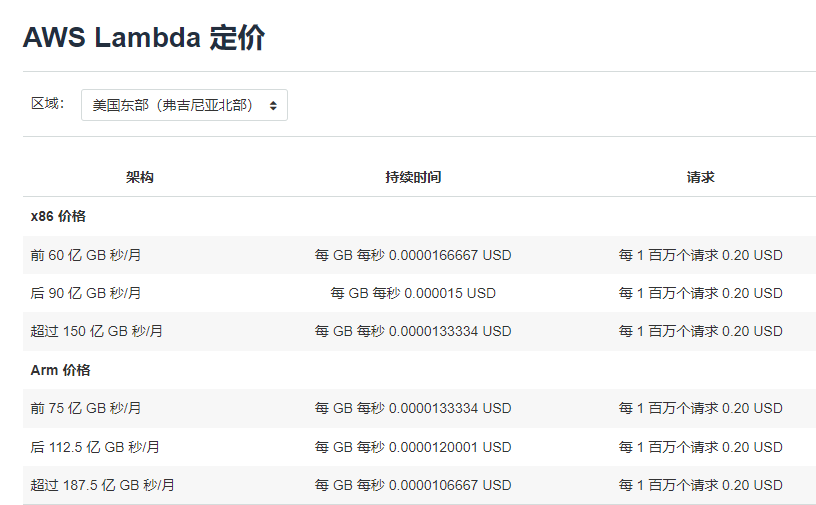 AWS Lambda 定价
区域： 美国东部（弗吉尼亚北部）
架构 持续时间 请求
x86 价格
前 60 亿 GB 秒/月 每 GB 每秒 0.0000166667 USD 每 1 百万个请求 0.20 USD
后 90 亿 GB 秒/月 每 GB 每秒 0.000015 USD 每 1 百万个请求 0.20 USD
超过 150 亿 GB 秒/月 每 GB 每秒 0.0000133334 USD 每 1 百万个请求 0.20 USD
Arm 价格
前 75 亿 GB 秒/月 每 GB 每秒 0.0000133334 USD 每 1 百万个请求 0.20 USD
后 112.5 亿 GB 秒/月 每 GB 每秒 0.0000120001 USD 每 1 百万个请求 0.20 USD
超过 187.5 亿 GB 秒/月 每 GB 每秒 0.0000106667 USD 每 1 百万个请求 0.20 USD